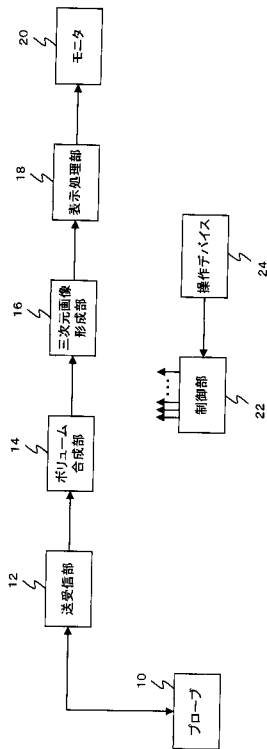 10
プローブ
12
送受信部
14
ボリューム
合成部
16
三次元画像
形成部
18
表示処理部
20
モニタ
制御部
22
操作デバイス
24